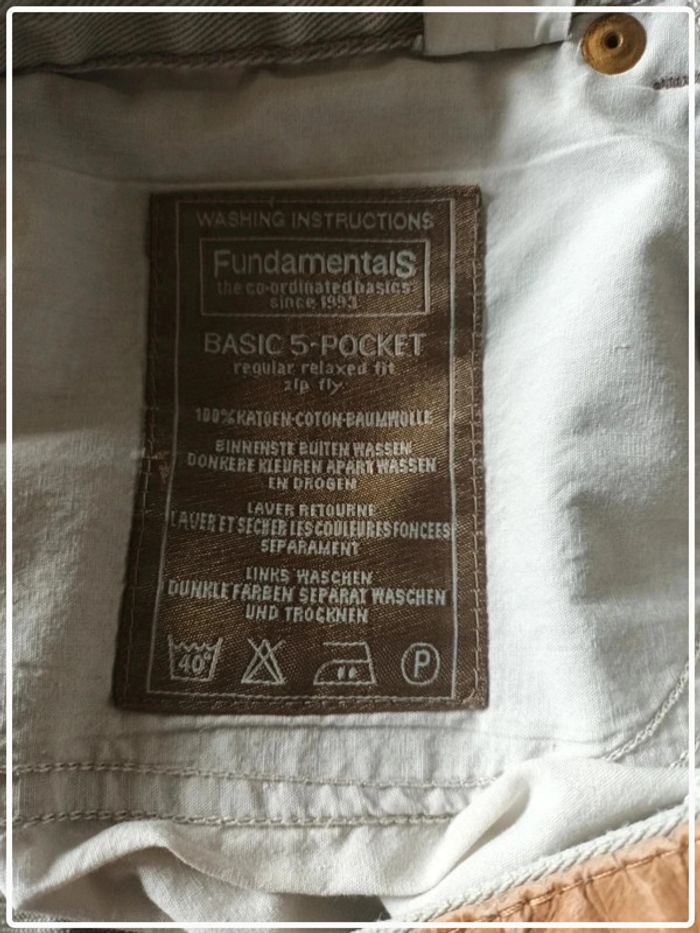 WASHING INSTRUCTIONS
FundamentalS
the co-ordinated basics
since 1993
BASIC 5-POCKET
regular relaxed fit
zip fly
100% KATOEN-COTON-BAUMWOLLE
BINNENSTE BUITEN WASSEN
DONKERE KLEUREN APART WASSEN
EN DROGEN
LAVER RETOURNE
LAVER ET SECHER LES COULEURES FONCEES
SEPARAMENT
LINKS WASCHEN
DUNKLE FARBEN SEPARAT WASCHEN
UND TROCKNEN
40° P